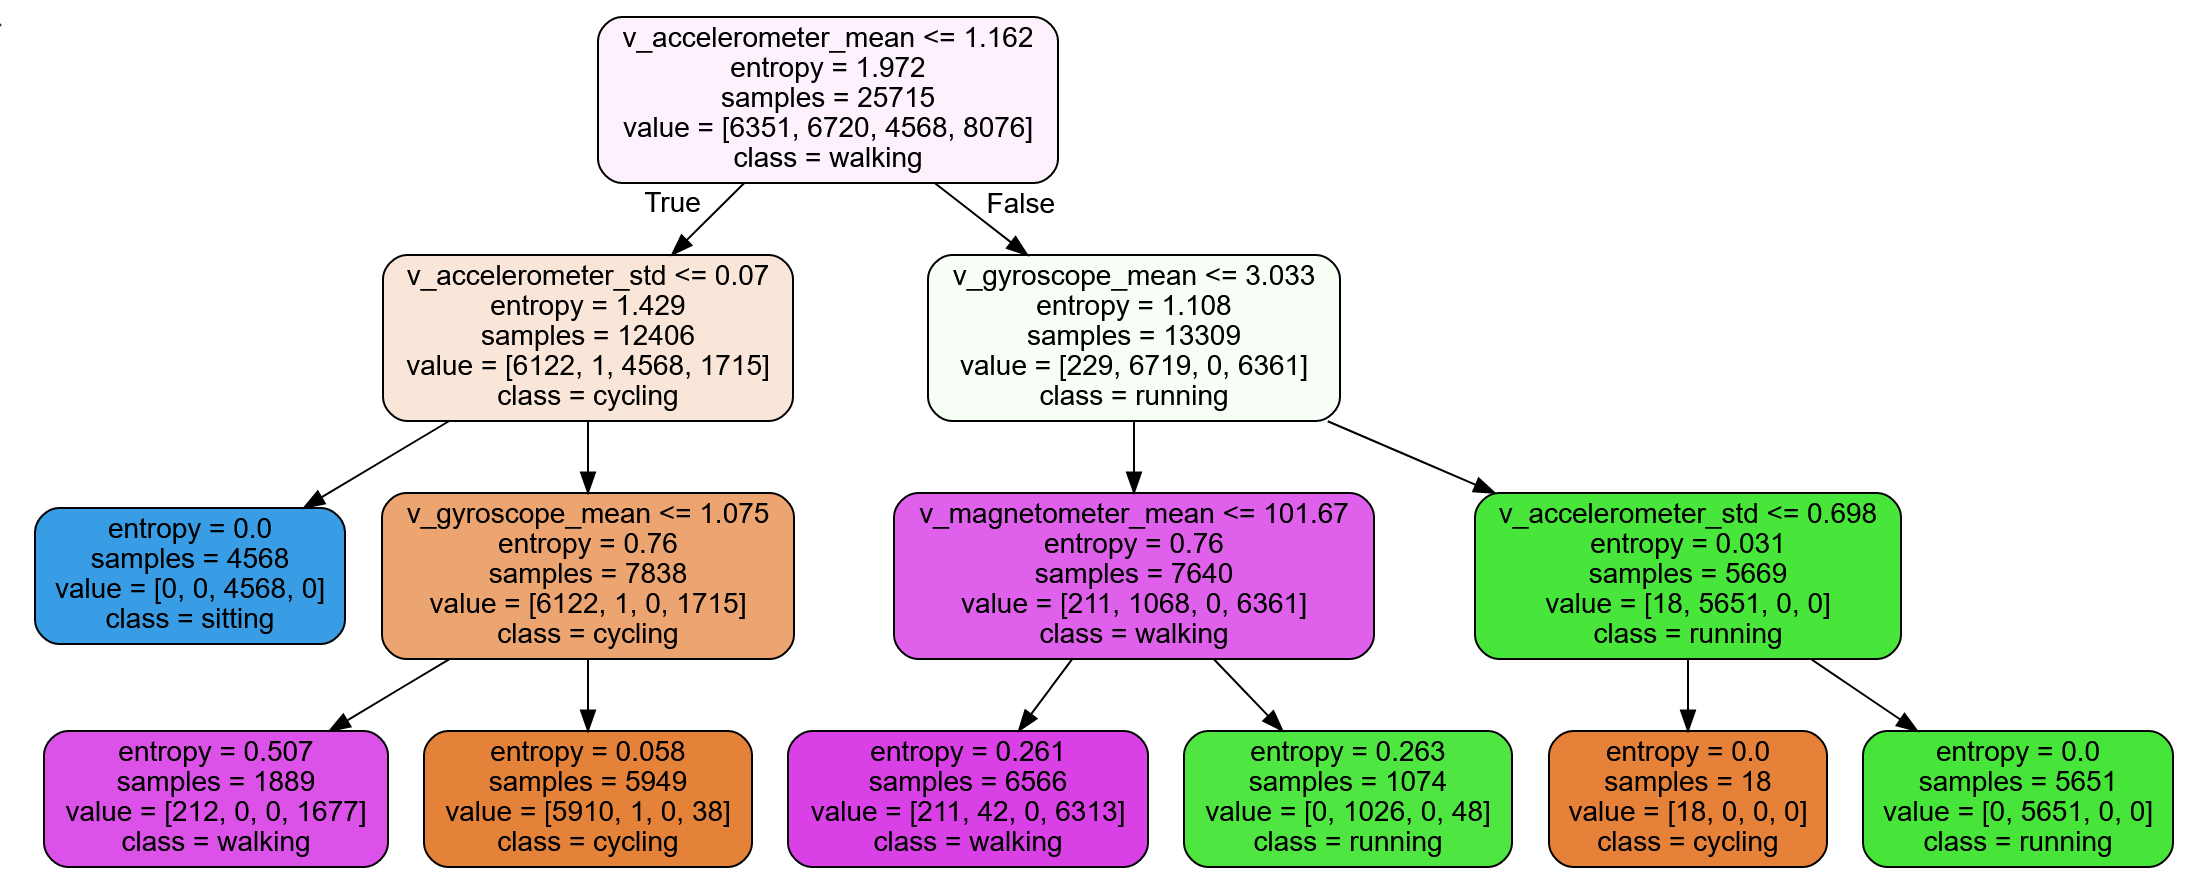 v_accelerometer_mean <= 1.162
entropy = 1.972
samples = 25715
value = [6351, 6720, 4568, 8076]
class = walking
True
False
v_accelerometer_std <= 0.07
entropy = 1.429
samples = 12406
value = [6122, 1, 4568, 1715]
class = cycling
v_gyroscope_mean <= 3.033
entropy = 1.108
samples = 13309
value = [229, 6719, 0, 6361]
class = running
entropy = 0.0
samples = 4568
value = [0, 0, 4568, 0]
class = sitting
v_gyroscope_mean <= 1.075
entropy = 0.76
samples = 7838
value = [6122, 1, 0, 1715]
class = cycling
v_magnetometer_mean <= 101.67
entropy = 0.76
samples = 7640
value = [211, 1068, 0, 6361]
class = walking
v_accelerometer_std <= 0.698
entropy = 0.031
samples = 5669
value = [18, 5651, 0, 0]
class = running
entropy = 0.507
samples = 1889
value = [212, 0, 0, 1677]
class = walking
entropy = 0.058
samples = 5949
value = [5910, 1, 0, 38]
class = cycling
entropy = 0.261
samples = 6566
value = [211, 42, 0, 6313]
class = walking
entropy = 0.263
samples = 1074
value = [0, 1026, 0, 48]
class = running
entropy = 0.0
samples = 18
value = [18, 0, 0, 0]
class = cycling
entropy = 0.0
samples = 5651
value = [0, 5651, 0, 0]
class = running